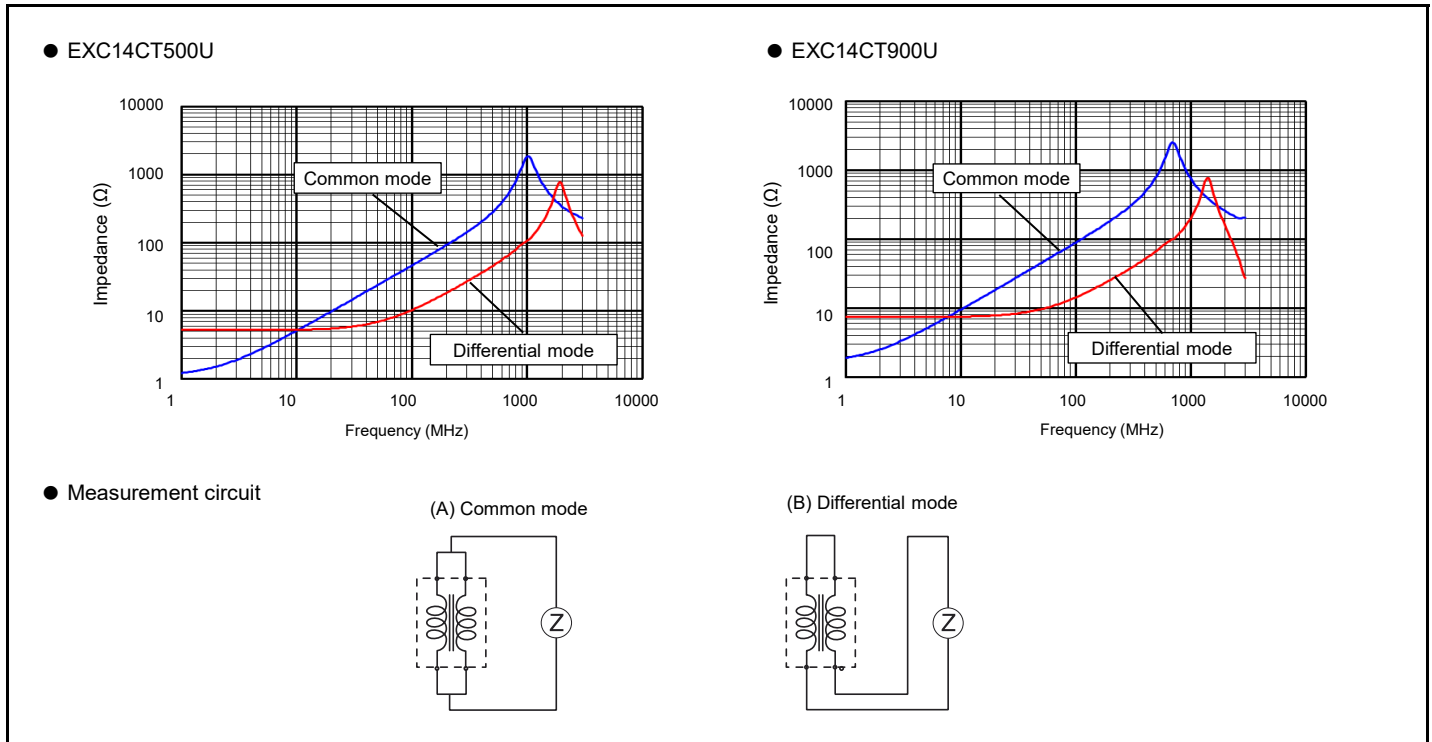 ● EXC14CT500U
10000
1000
100
10
1
Impedance (Ω)
Common mode
Differential mode
1 10 100 1000 10000
Frequency (MHz)
● EXC14CT900U
10000
1000
100
10
1
Impedance (Ω)
Common mode
Differential mode
1 10 100 1000 10000
Frequency (MHz)
● Measurement circuit
(A) Common mode
Z
(B) Differential mode
Z